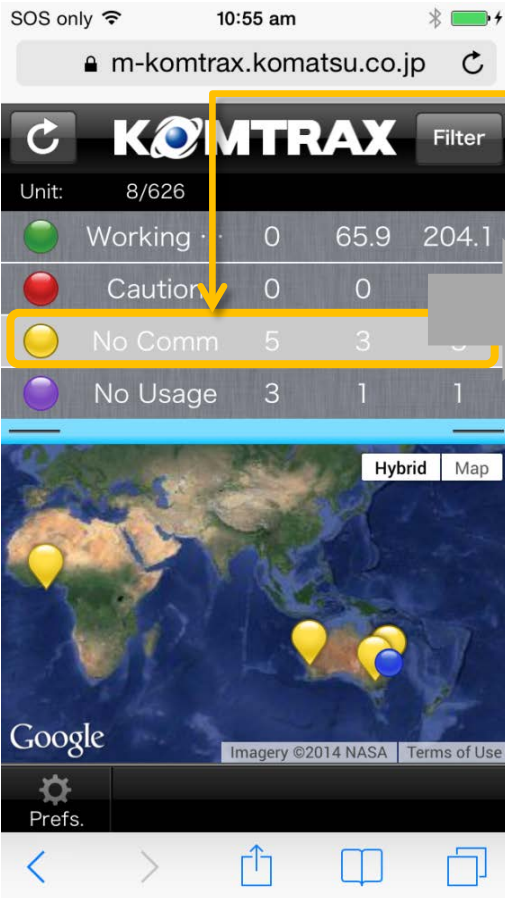 SOS only 10:55 am
m-komtrax.komatsu.co.jp
KOMTRAX Filter
Unit: 8/626
Working ·· 0 65.9 204.1
Caution 0 0
No Comm 5 3
No Usage 3 1 1
Hybrid Map
Google Imagery ©2014 NASA Terms of Use
Prefs.